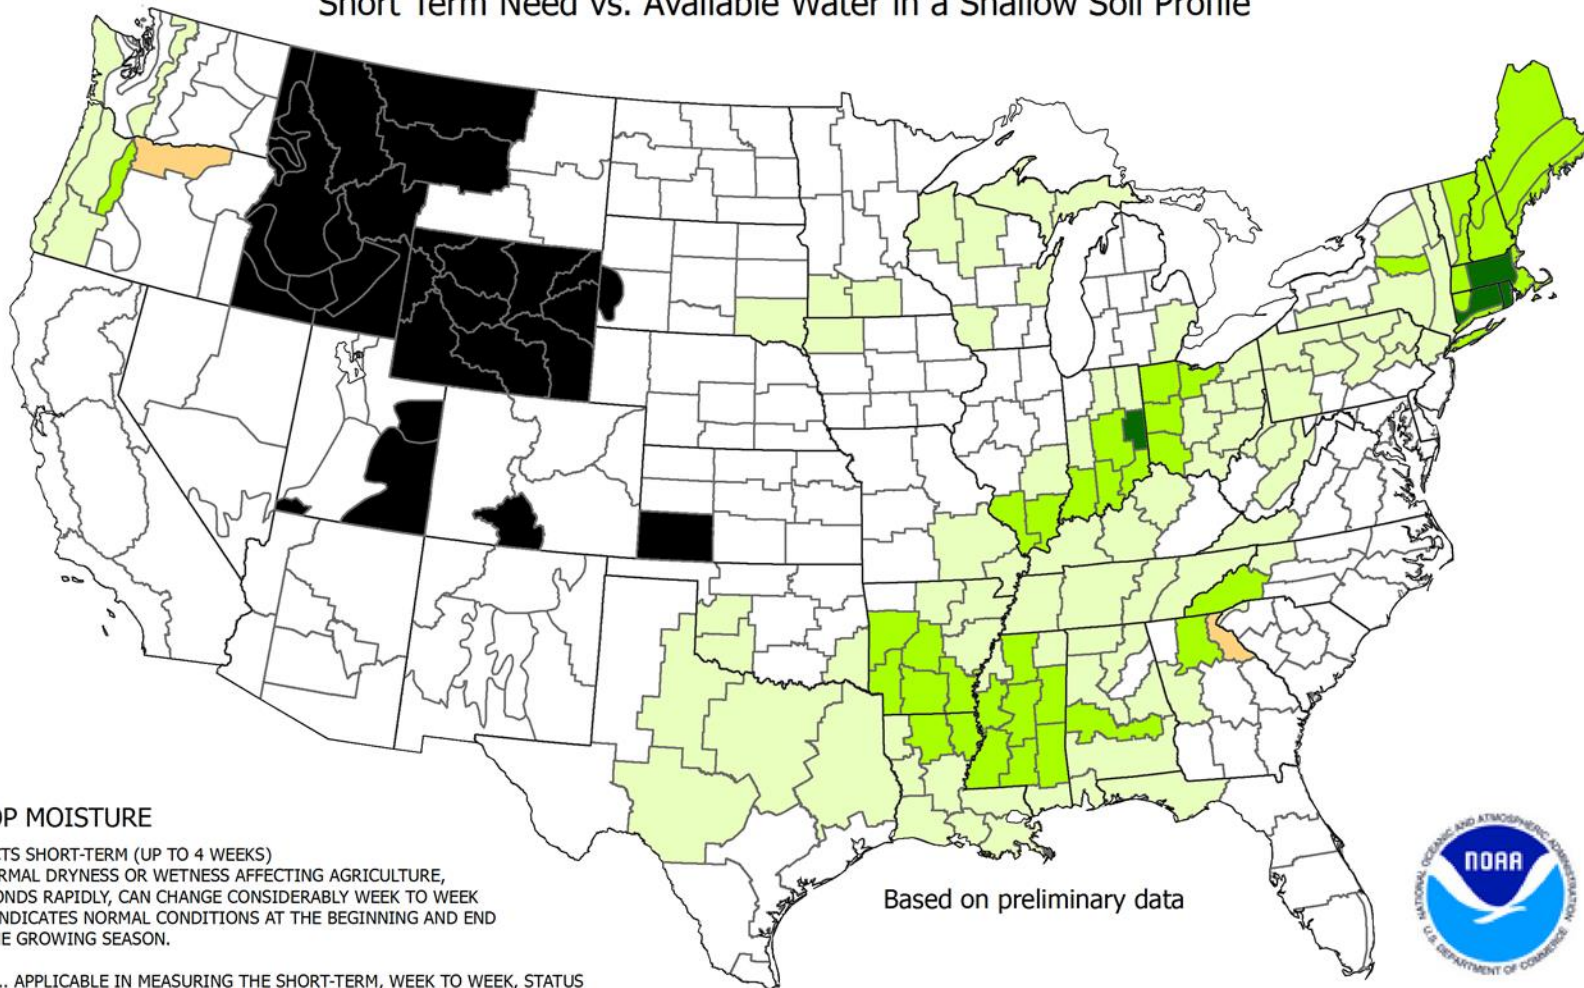 Short Term Need vs. Available Water in a Shallow Soil Profile
OP MOISTURE
CTS SHORT-TERM (UP TO 4 WEEKS)
RMAL DRYNESS OR WETNESS AFFECTING AGRICULTURE,
ONDS RAPIDLY, CAN CHANGE CONSIDERABLY WEEK TO WEEK
NDICATES NORMAL CONDITIONS AT THE BEGINNING AND END
HE GROWING SEASON.
.. APPLICABLE IN MEASURING THE SHORT-TERM, WEEK TO WEEK, STATUS
Based on preliminary data
NATIONAL OCEANIC AND ATMOSPHERIC ADMINISTRATION
NOAA
U.S. DEPARTMENT OF COMMERCE